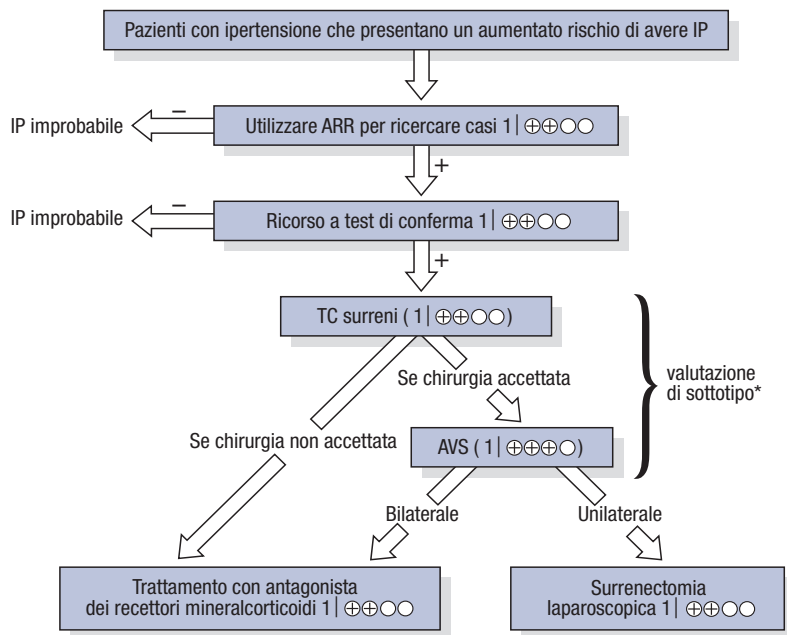 Pazienti con ipertensione che presentano un aumentato rischio di avere IP
IP improbabile
–
Utilizzare ARR per ricercare casi 1| ⊕⊕○○
+
IP improbabile
–
Ricorso a test di conferma 1| ⊕⊕○○
+
TC surreni ( 1| ⊕⊕○○)
Se chirurgia accettata
valutazione
di sottotipo*
Se chirurgia non accettata
AVS ( 1| ⊕⊕⊕○)
Bilaterale
Unilaterale
Trattamento con antagonista
dei recettori mineralcorticoidi 1| ⊕⊕○○
Surrenectomia
laparoscopica 1| ⊕⊕○○